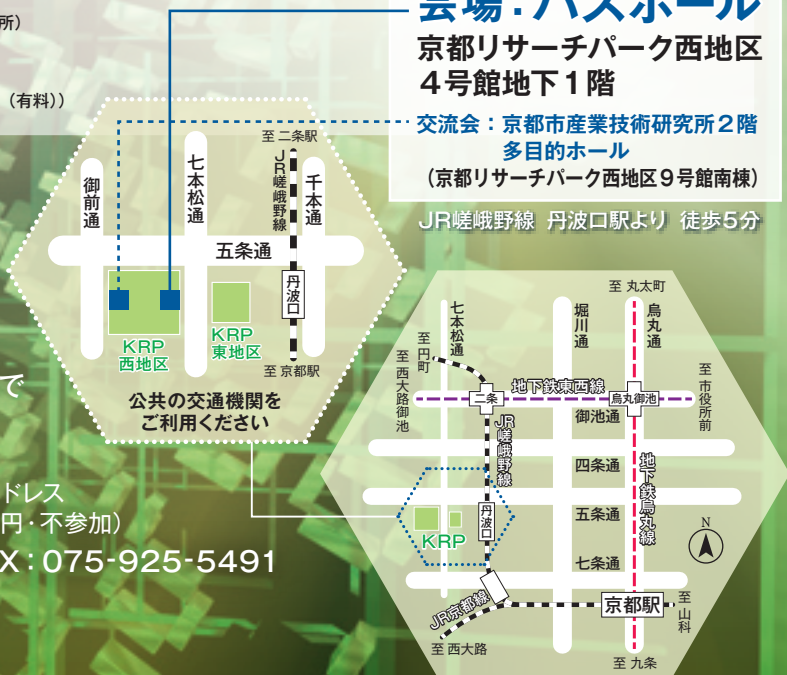 所）
（有料））
会場：バズホール
京都リサーチパーク西地区
４号館地下１階
交流会：京都市産業技術研究所２階
多目的ホール
（京都リサーチパーク西地区９号館南棟）
JR嵯峨野線 丹波口駅より 徒歩5分
至 二条駅
JR嵯峨野線
千本通
七本松通
御前通
五条通
丹波口
KRP
西地区
KRP
東地区
至 京都駅
公共の交通機関を
ご利用ください
で
ドレス
円・不参加）
X：075-925-5491
至 丸太町
七本松通
堀川通
烏丸通
至 円町
至 西大路御池
地下鉄東西線
至 市役所前
二条
烏丸御池
御池通
JR嵯峨野線
四条通
地下鉄烏丸線
五条通
丹波口
KRP
N
七条通
JR京都線
京都駅
至 山科
至 西大路
至 九条